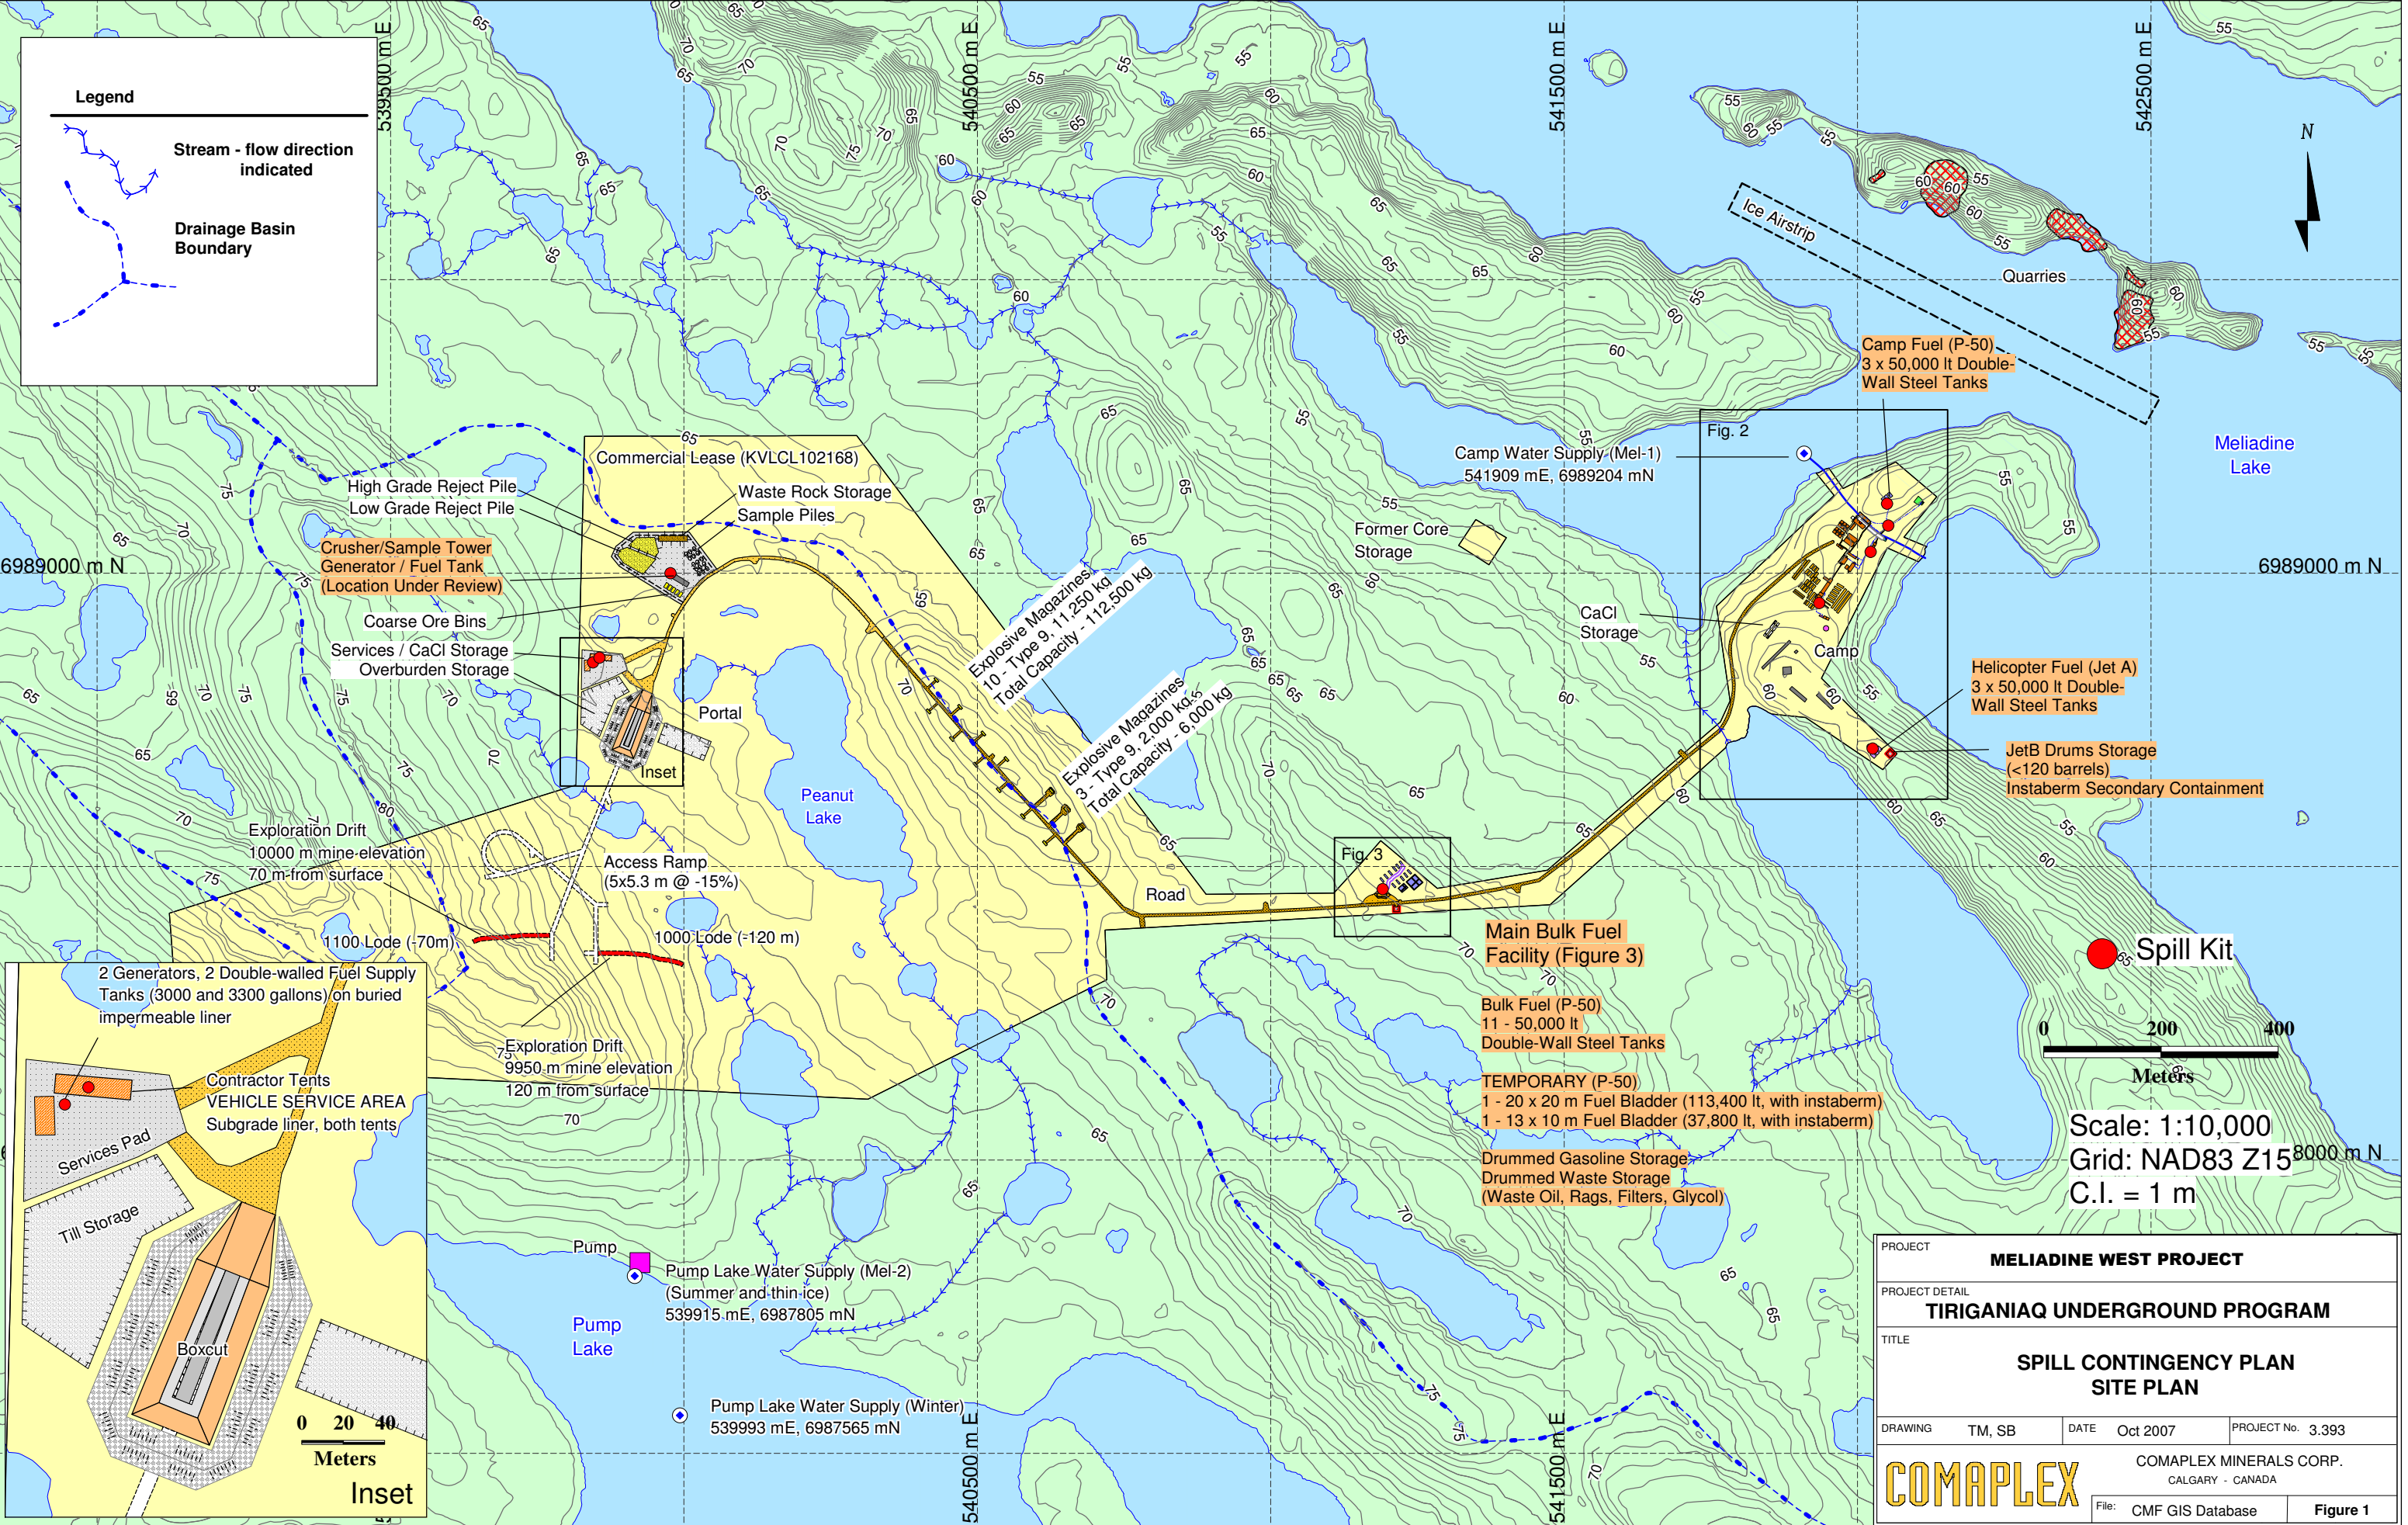 Legend
Stream - flow direction
indicated
Drainage Basin
Boundary
539500 m E
540500 m E
541500 m E
542500 m E
N
Ice Airstrip
Quarries
Camp Fuel (P-50)
3 x 50,000 lt Double-
Wall Steel Tanks
Fig. 2
Meliadine
Lake
Camp Water Supply (Mel-1)
541909 mE, 6989204 mN
Commercial Lease (KVLCL102168)
High Grade Reject Pile
Low Grade Reject Pile
Waste Rock Storage
Sample Piles
Former Core
Storage
Crusher/Sample Tower
Generator / Fuel Tank
(Location Under Review)
6989000 m N
6989000 m N
Coarse Ore Bins
Services / CaCl Storage
Overburden Storage
Explosive Magazines
10 - Type 9, 11,250 kg
Total Capacity - 112,500 kg
Explosive Magazines
3 - Type 9, 2,000 kg
Total Capacity - 6,000 kg
CaCl
Storage
Camp
Helicopter Fuel (Jet A)
3 x 50,000 lt Double-
Wall Steel Tanks
JetB Drums Storage
(<120 barrels)
Instaberm Secondary Containment
Portal
Inset
Peanut
Lake
Exploration Drift
10000 m mine elevation
70 m from surface
Access Ramp
(5x5.3 m @ -15%)
Fig. 3
Road
1100 Lode (-70m)
1000 Lode (-120 m)
Main Bulk Fuel
Facility (Figure 3)
Spill Kit
Bulk Fuel (P-50)
11 - 50,000 lt
Double-Wall Steel Tanks
0 200 400
Meters
Exploration Drift
9950 m mine elevation
120 m from surface
TEMPORARY (P-50)
1 - 20 x 20 m Fuel Bladder (113,400 lt, with instaberm)
1 - 13 x 10 m Fuel Bladder (37,800 lt, with instaberm)
Drummed Gasoline Storage
Drummed Waste Storage
(Waste Oil, Rags, Filters, Glycol)
Scale: 1:10,000
Grid: NAD83 Z15
C.I. = 1 m
8000 m N
2 Generators, 2 Double-walled Fuel Supply
Tanks (3000 and 3300 gallons) on buried
impermeable liner
Contractor Tents
VEHICLE SERVICE AREA
Subgrade liner, both tents
Services Pad
Till Storage
Boxcut
0 20 40
Meters
Inset
Pump
Pump Lake Water Supply (Mel-2)
(Summer and thin ice)
539915 mE, 6987805 mN
Pump
Lake
Pump Lake Water Supply (Winter)
539993 mE, 6987565 mN
540500 m E
541500 m E
PROJECT
MELIADINE WEST PROJECT
PROJECT DETAIL
TIRIGANIAQ UNDERGROUND PROGRAM
TITLE
SPILL CONTINGENCY PLAN
SITE PLAN
DRAWING TM, SB DATE Oct 2007 PROJECT No. 3.393
COMAPLEX
COMAPLEX MINERALS CORP.
CALGARY - CANADA
File: CMF GIS Database Figure 1